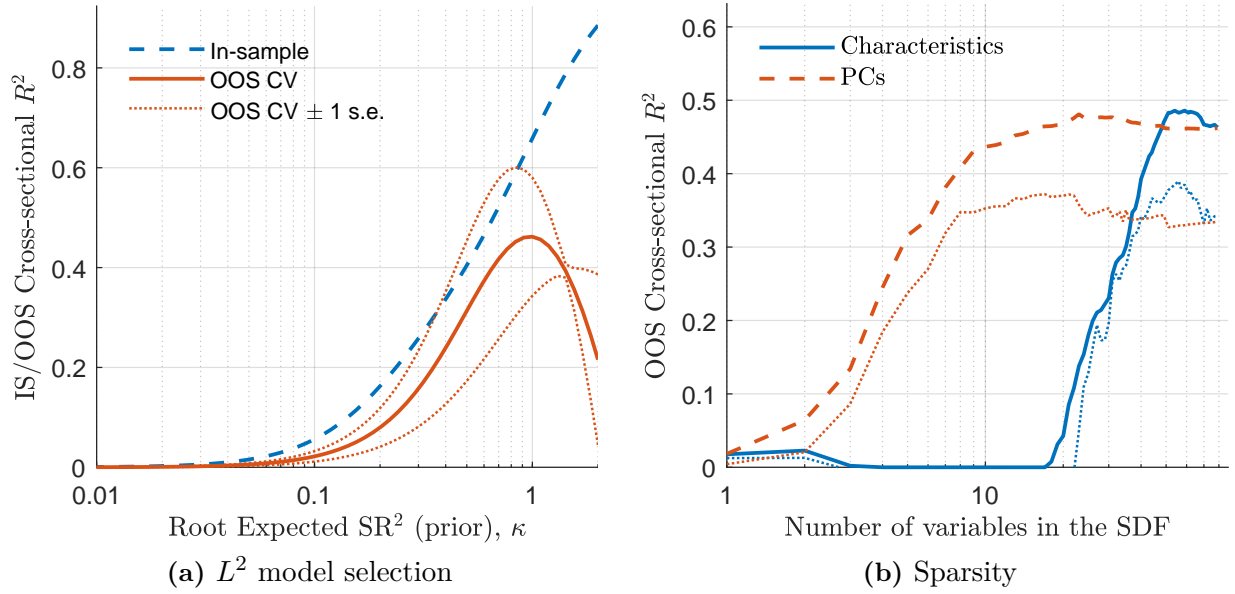 In-sample
OOS CV
OOS CV ± 1 s.e.
IS/OOS Cross-sectional R²
0.8
0.6
0.4
0.2
0
0.01
0.1
1
Root Expected SR² (prior), κ
(a) L² model selection
Characteristics
PCs
OOS Cross-sectional R²
0.6
0.5
0.4
0.3
0.2
0.1
0
1
10
Number of variables in the SDF
(b) Sparsity